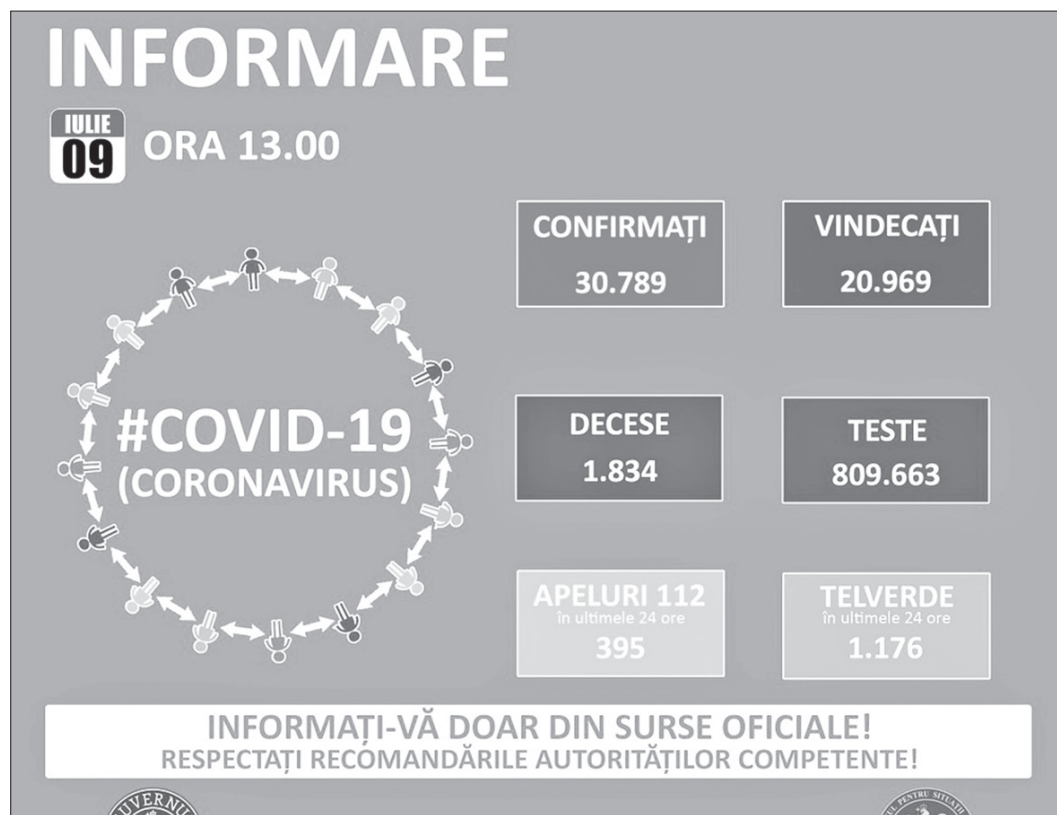 INFORMARE
IULIE
09
ORA 13.00
CONFIRMAȚI
30.789
VINDECAȚI
20.969
#COVID-19
(CORONAVIRUS)
DECESE
1.834
TESTE
809.663
APELURI 112
în ultimele 24 ore
395
TELVERDE
în ultimele 24 ore
1.176
INFORMAȚI-VĂ DOAR DIN SURSE OFICIALE!
RESPECTAȚI RECOMANDĂRILE AUTORITĂȚILOR COMPETENTE!
PENTRU